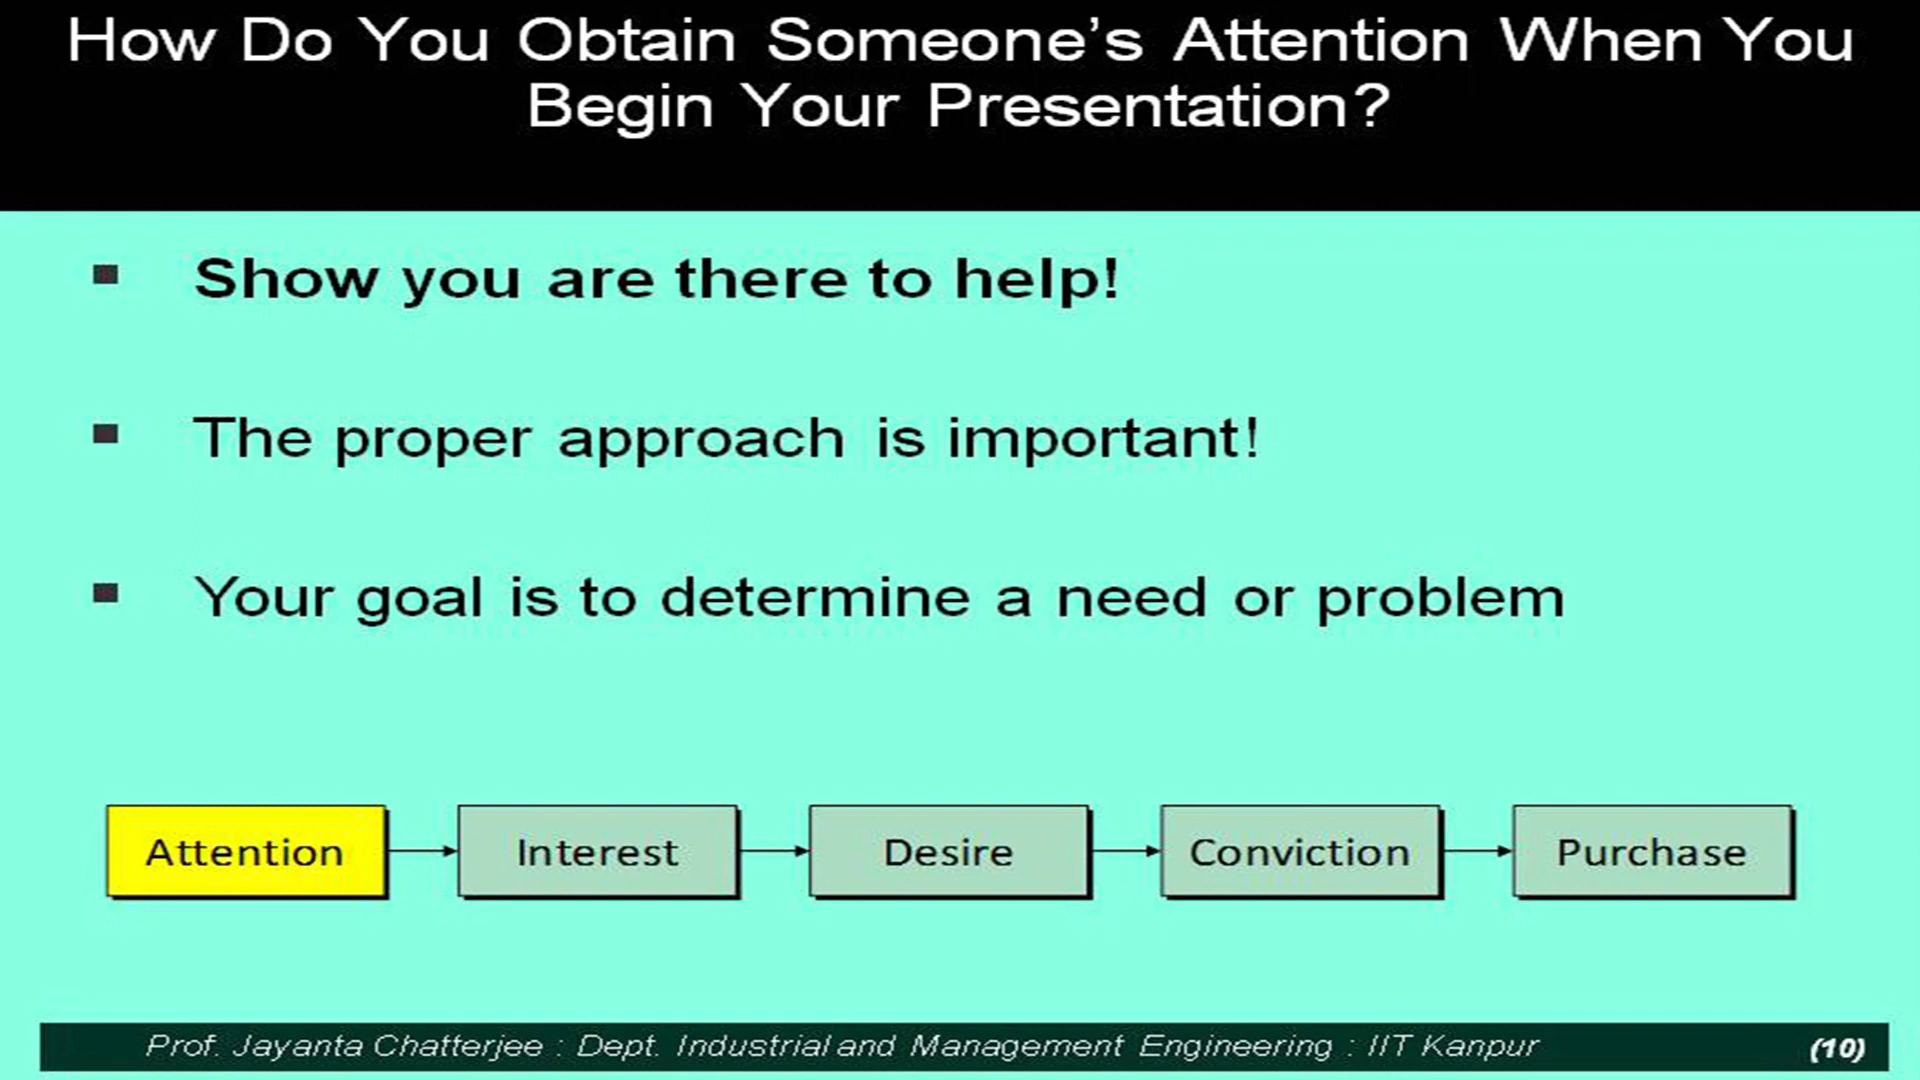 How Do You Obtain Someone’s Attention When You
Begin Your Presentation?
Show you are there to help!
The proper approach is important!
Your goal is to determine a need or problem
Attention
Interest
Desire
Conviction
Purchase
Prof. Jayanta Chatterjee : Dept. Industrial and Management Engineering : IIT Kanpur
(10)